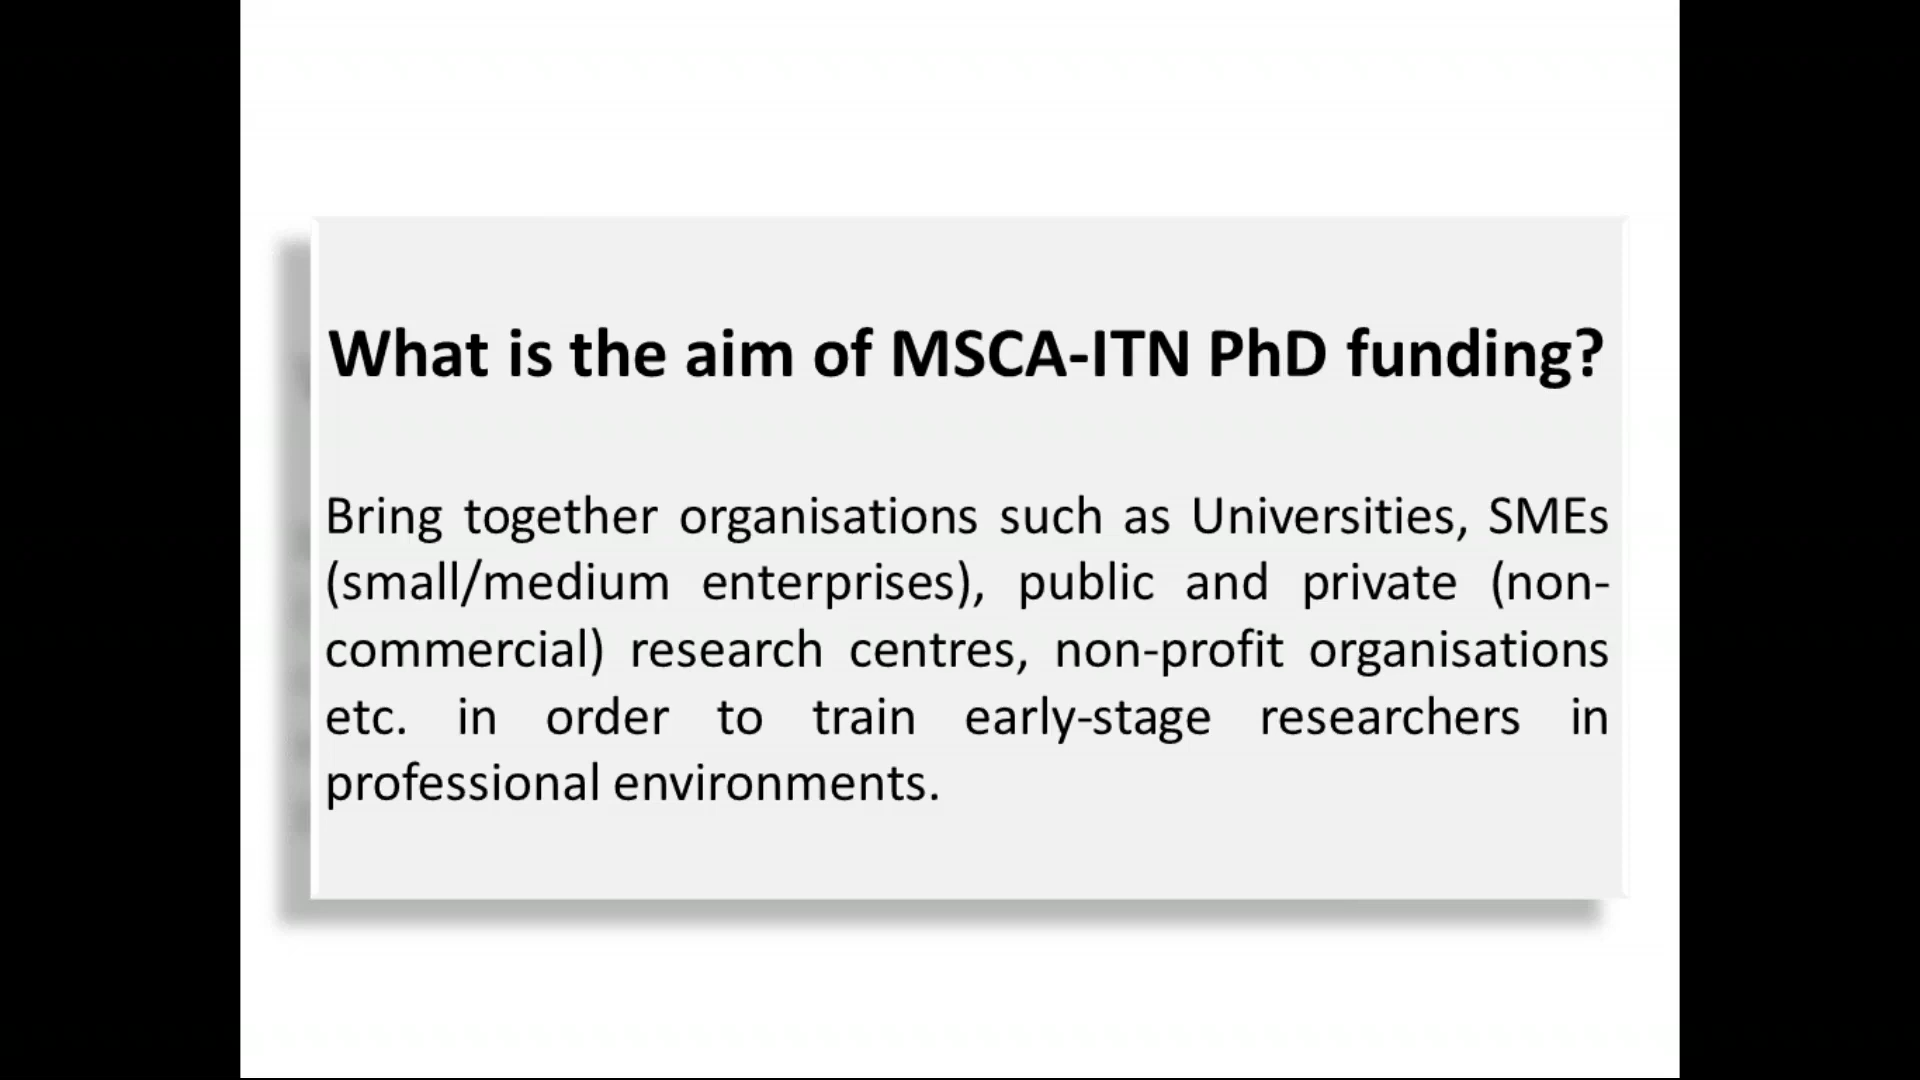 What is the aim of MSCA-ITN PhD funding?
Bring together organisations such as Universities, SMEs
(small/medium enterprises), public and private (non-
commercial) research centres, non-profit organisations
etc. in order to train early-stage researchers in
professional environments.